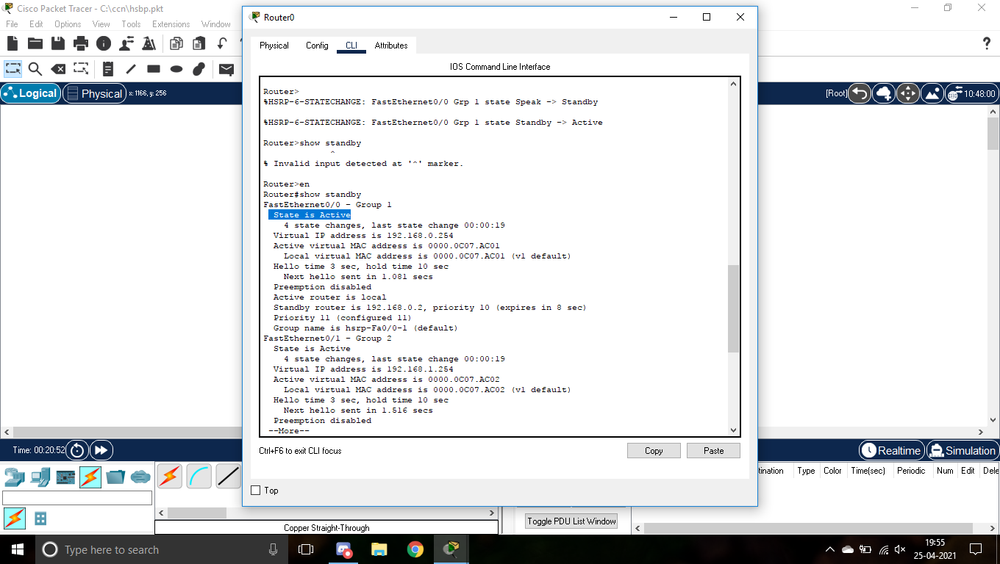 Cisco Packet Tracer - C:\ccn\hsbp.pkt
File Edit Options View Tools Extensions Window
Logical
Physical
x: 1166, y: 256
[Root]
10:48:00
Router0
Physical Config CLI Attributes
IOS Command Line Interface
Router>
%HSRP-6-STATECHANGE: FastEthernet0/0 Grp 1 state Speak -> Standby
%HSRP-6-STATECHANGE: FastEthernet0/0 Grp 1 state Standby -> Active
Router>show standby
^
% Invalid input detected at '^' marker.
Router>en
Router#show standby
FastEthernet0/0 - Group 1
State is Active
4 state changes, last state change 00:00:19
Virtual IP address is 192.168.0.254
Active virtual MAC address is 0000.0C07.AC01
Local virtual MAC address is 0000.0C07.AC01 (v1 default)
Hello time 3 sec, hold time 10 sec
Next hello sent in 1.081 secs
Preemption disabled
Active router is local
Standby router is 192.168.0.2, priority 10 (expires in 8 sec)
Priority 11 (configured 11)
Group name is hsrp-Fa0/0-1 (default)
FastEthernet0/1 - Group 2
State is Active
4 state changes, last state change 00:00:19
Virtual IP address is 192.168.1.254
Active virtual MAC address is 0000.0C07.AC02
Local virtual MAC address is 0000.0C07.AC02 (v1 default)
Hello time 3 sec, hold time 10 sec
Next hello sent in 1.516 secs
Preemption disabled
--More--
Ctrl+F6 to exit CLI focus
Copy
Paste
Top
Time: 00:20:52
Realtime
Simulation
tination Type Color Time(sec) Periodic Num Edit Dele
Copper Straight-Through
Toggle PDU List Window
Type here to search
19:55
25-04-2021